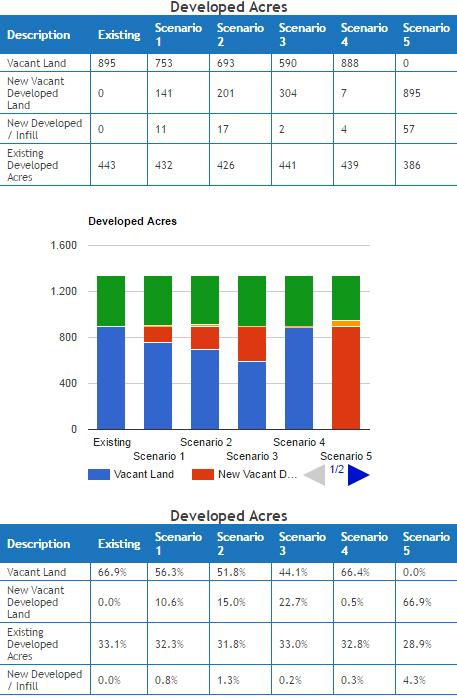 Developed Acres
Description Existing Scenario 1 Scenario 2 Scenario 3 Scenario 4 Scenario 5
Vacant Land 895 753 693 590 888 0
New Vacant Developed Land 0 141 201 304 7 895
New Developed / Infill 0 11 17 2 4 57
Existing Developed Acres 443 432 426 441 439 386
Developed Acres
1.600
1.200
800
400
0
Existing Scenario 2 Scenario 4
Scenario 1 Scenario 3 Scenario 5
Vacant Land New Vacant D... 1/2
Developed Acres
Description Existing Scenario 1 Scenario 2 Scenario 3 Scenario 4 Scenario 5
Vacant Land 66.9% 56.3% 51.8% 44.1% 66.4% 0.0%
New Vacant Developed Land 0.0% 10.6% 15.0% 22.7% 0.5% 66.9%
Existing Developed Acres 33.1% 32.3% 31.8% 33.0% 32.8% 28.9%
New Developed / Infill 0.0% 0.8% 1.3% 0.2% 0.3% 4.3%